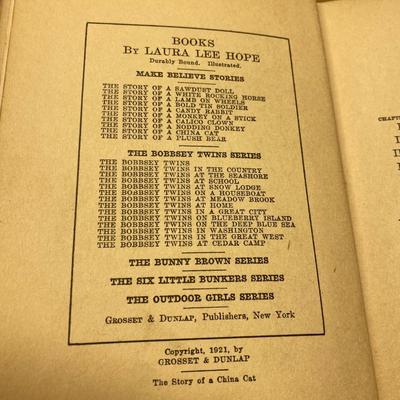 BOOKS
BY LAURA LEE HOPE
Durably Bound. Illustrated.
MAKE BELIEVE STORIES
THE STORY OF A SAWDUST DOLL
THE STORY OF A WHITE ROCKING HORSE
THE STORY OF A LAMB ON WHEELS
THE STORY OF A BOLD TIN SOLDIER
THE STORY OF A CANDY RABBIT
THE STORY OF A MONKEY ON A STICK
THE STORY OF A CALICO CLOWN
THE STORY OF A NODDING DONKEY
THE STORY OF A CHINA CAT
THE STORY OF A PLUSH BEAR
THE BOBBSEY TWINS SERIES
THE BOBBSEY TWINS
THE BOBBSEY TWINS IN THE COUNTRY
THE BOBBSEY TWINS AT THE SEASHORE
THE BOBBSEY TWINS AT SCHOOL
THE BOBBSEY TWINS AT SNOW LODGE
THE BOBBSEY TWINS ON A HOUSEBOAT
THE BOBBSEY TWINS AT MEADOW BROOK
THE BOBBSEY TWINS AT HOME
THE BOBBSEY TWINS IN A GREAT CITY
THE BOBBSEY TWINS ON BLUEBERRY ISLAND
THE BOBBSEY TWINS ON THE DEEP BLUE SEA
THE BOBBSEY TWINS IN WASHINGTON
THE BOBBSEY TWINS IN THE GREAT WEST
THE BOBBSEY TWINS AT CEDAR CAMP
THE BUNNY BROWN SERIES
THE SIX LITTLE BUNKERS SERIES
THE OUTDOOR GIRLS SERIES
GROSSET & DUNLAP, Publishers, New York
Copyright, 1921, by
GROSSET & DUNLAP
The Story of a China Cat
CHAPT